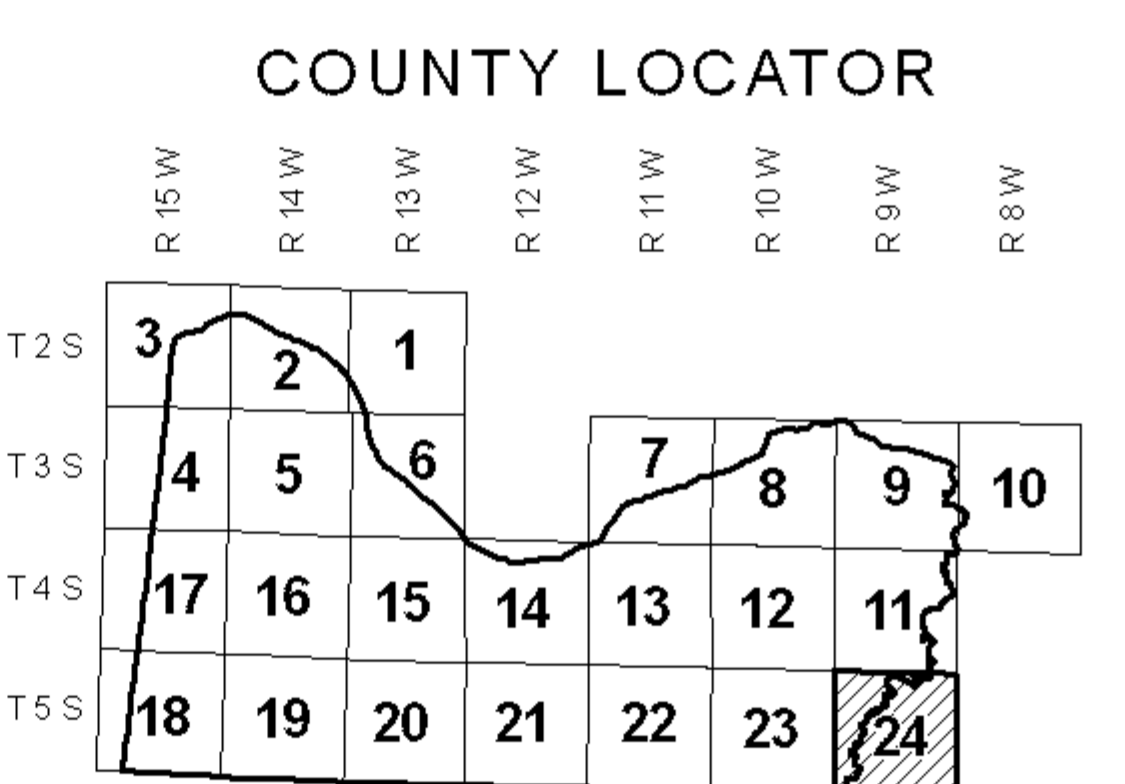 COUNTY LOCATOR
R 15 W R 14 W R 13 W R 12 W R 11 W R 10 W R 9 W R 8 W
T 2 S 3 2 1
T 3 S 4 5 6 7 8 9 10
T 4 S 17 16 15 14 13 12 11
T 5 S 18 19 20 21 22 23 24